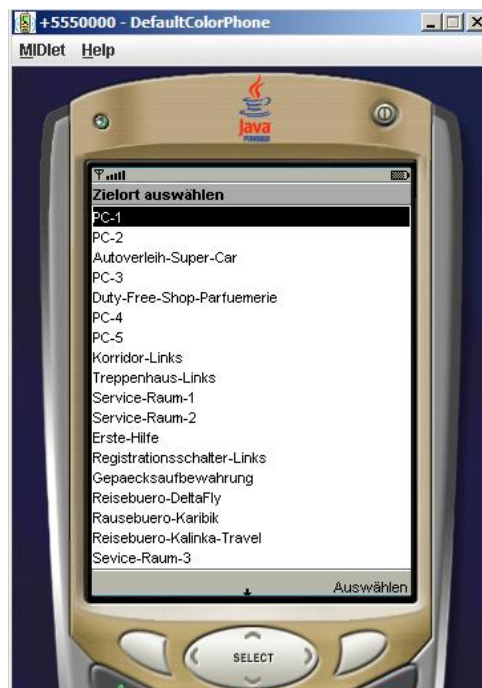 +5550000 - DefaultColorPhone
MIDlet Help
Java
POWERED
Zielort auswählen
PC-1
PC-2
Autoverleih-Super-Car
PC-3
Duty-Free-Shop-Parfuemerie
PC-4
PC-5
Korridor-Links
Treppenhaus-Links
Service-Raum-1
Service-Raum-2
Erste-Hilfe
Registrationsschalter-Links
Gepaecksaufbewahrung
Reisebuero-DeltaFly
Rausebuero-Karibik
Reisebuero-Kalinka-Travel
Sevice-Raum-3
Auswählen
SELECT